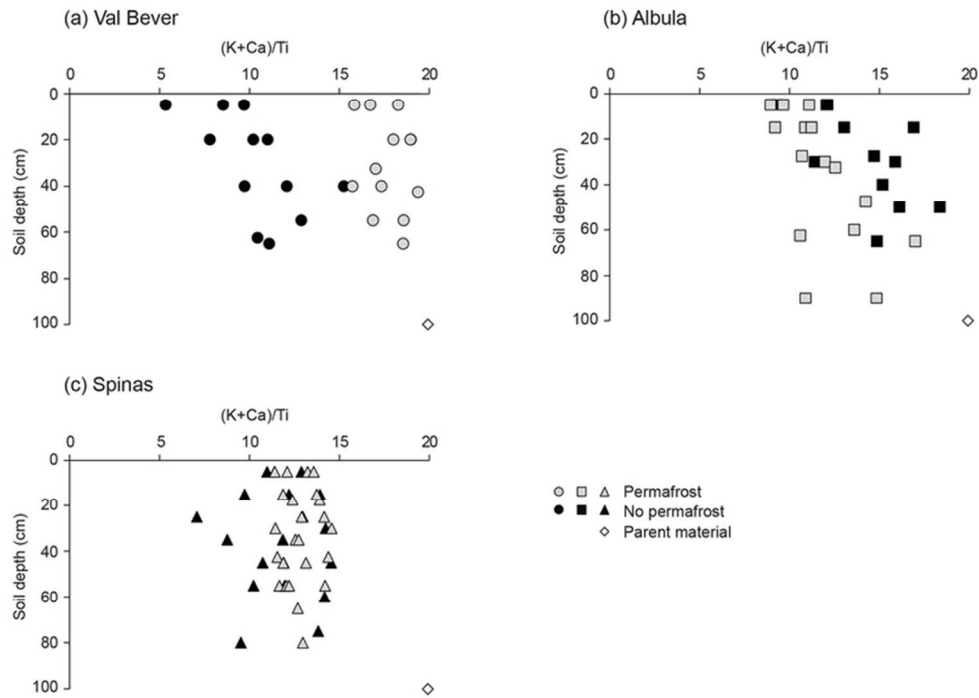 (a) Val Bever
(K+Ca)/Ti
0 5 10 15 20
0
20
40
60
80
100
Soil depth (cm)
(b) Albula
(K+Ca)/Ti
0 5 10 15 20
0
20
40
60
80
100
Soil depth (cm)
(c) Spinas
(K+Ca)/Ti
0 5 10 15 20
0
20
40
60
80
100
Soil depth (cm)
Permafrost
No permafrost
Parent material